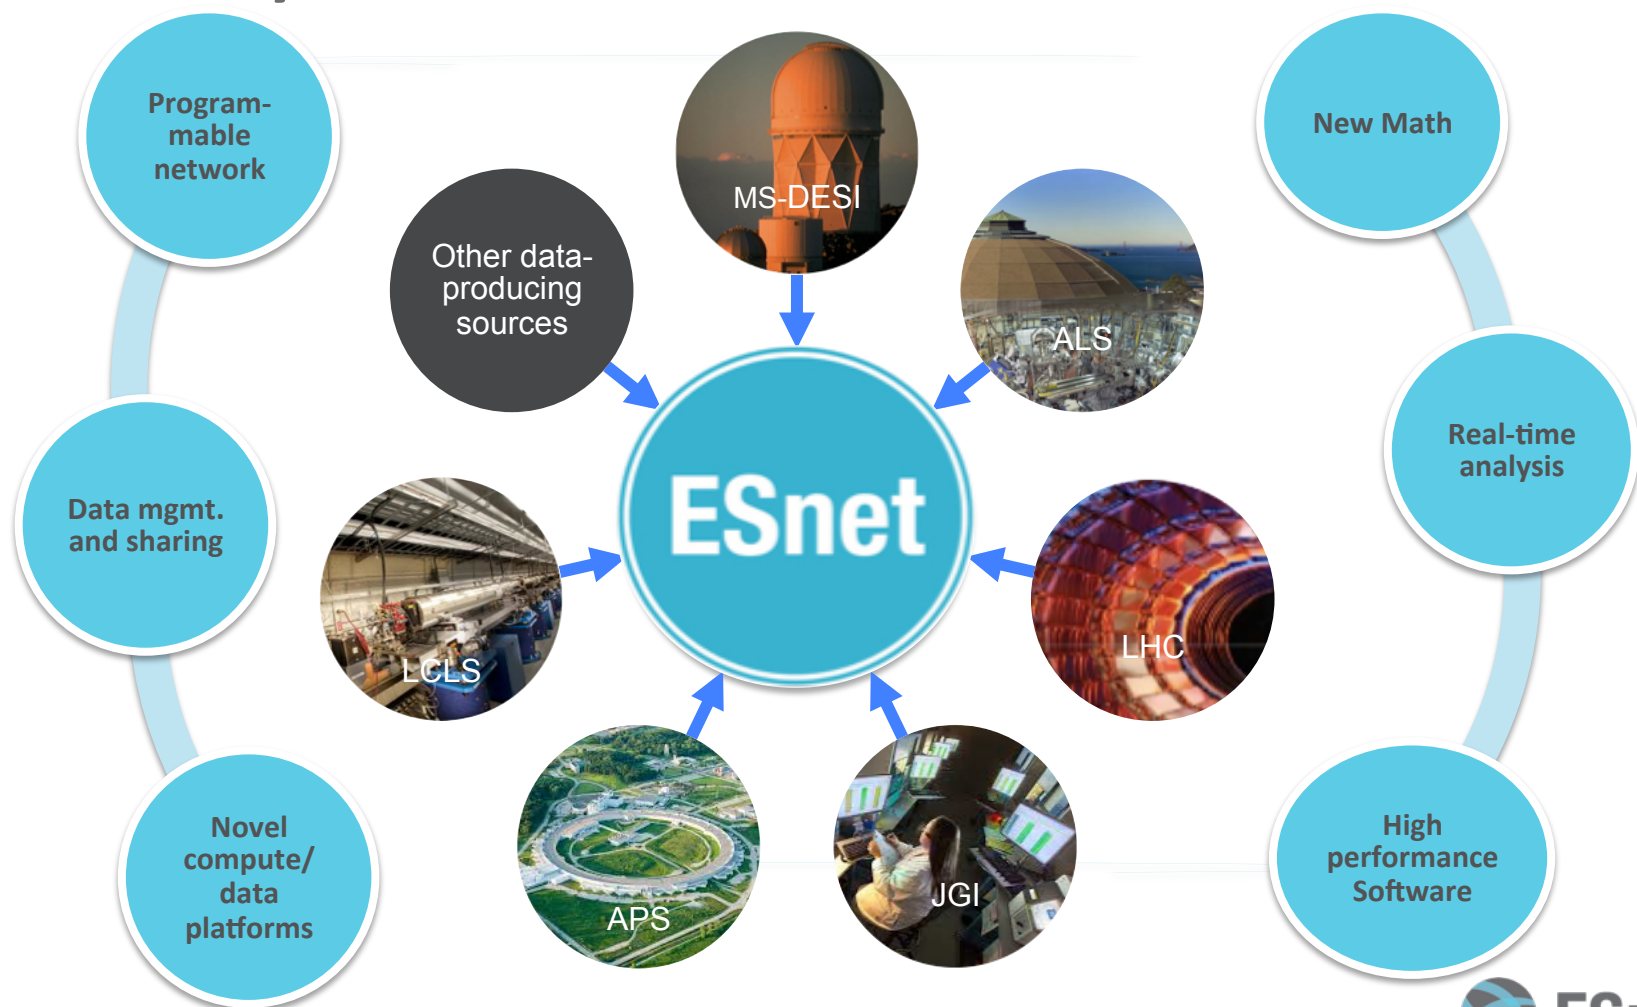 Program-
mable
network
New Math
MS-DESI
Other data-
producing
sources
ALS
ESnet
Real-time
analysis
Data mgmt.
and sharing
LCLS
LHC
Novel
compute/
data
platforms
APS
JGI
High
performance
Software